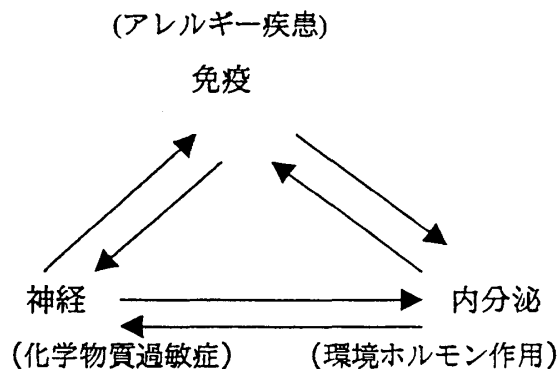 (アレルギー疾患)
免疫
神経 内分泌
(化学物質過敏症) (環境ホルモン作用)